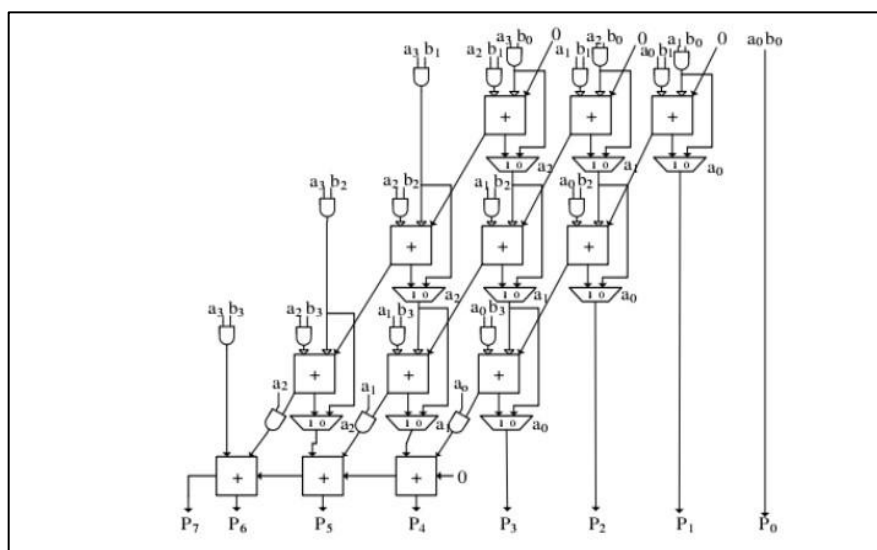 a₃ b₀ 0 a₂ b₀ 0 a₁ b₀ 0 a₀ b₀
a₃ b₁ a₂ b₁ a₁ b₁ a₀ b₁
+ + +
1 0 1 0 1 0
a₂ a₁ a₀
a₃ b₂ a₂ b₂ a₁ b₂ a₀ b₂
+ + +
1 0 1 0 1 0
a₂ a₁ a₀
a₃ b₃ a₂ b₃ a₁ b₃ a₀ b₃
+ + +
a₂ a₁ a₀
1 0 1 0 1 0
a₂ a₁ a₀
+ + + 0
P₇ P₆ P₅ P₄ P₃ P₂ P₁ P₀